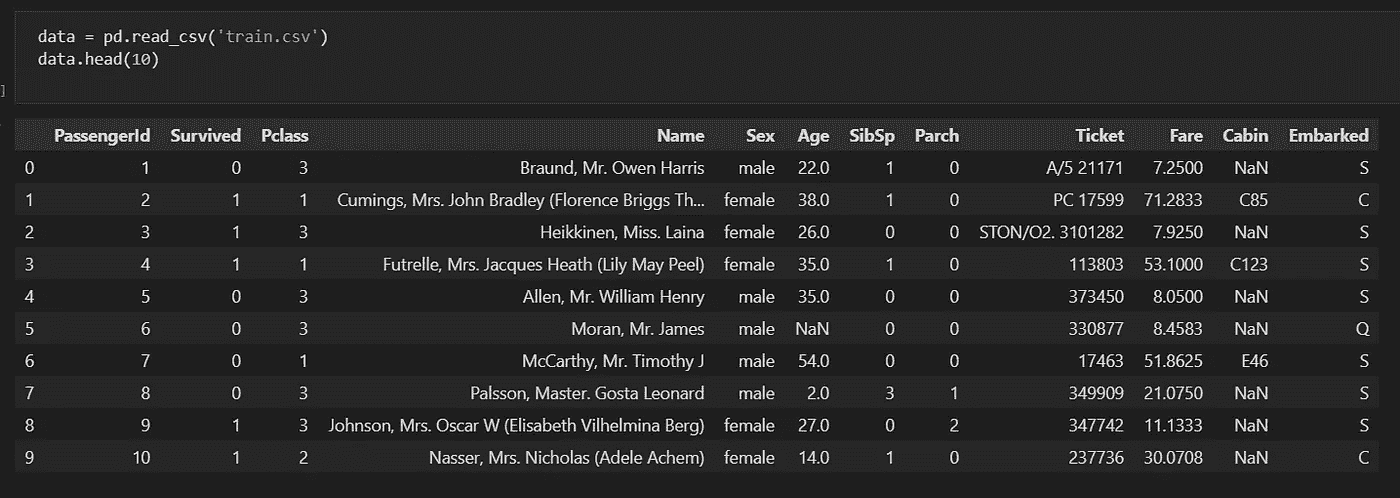 data = pd.read_csv('train.csv')
data.head(10)
]
PassengerId Survived Pclass Name Sex Age SibSp Parch Ticket Fare Cabin Embarked
0 1 0 3 Braund, Mr. Owen Harris male 22.0 1 0 A/5 21171 7.2500 NaN S
1 2 1 1 Cumings, Mrs. John Bradley (Florence Briggs Th... female 38.0 1 0 PC 17599 71.2833 C85 C
2 3 1 3 Heikkinen, Miss. Laina female 26.0 0 0 STON/O2. 3101282 7.9250 NaN S
3 4 1 1 Futrelle, Mrs. Jacques Heath (Lily May Peel) female 35.0 1 0 113803 53.1000 C123 S
4 5 0 3 Allen, Mr. William Henry male 35.0 0 0 373450 8.0500 NaN S
5 6 0 3 Moran, Mr. James male NaN 0 0 330877 8.4583 NaN Q
6 7 0 1 McCarthy, Mr. Timothy J male 54.0 0 0 17463 51.8625 E46 S
7 8 0 3 Palsson, Master. Gosta Leonard male 2.0 3 1 349909 21.0750 NaN S
8 9 1 3 Johnson, Mrs. Oscar W (Elisabeth Vilhelmina Berg) female 27.0 0 2 347742 11.1333 NaN S
9 10 1 2 Nasser, Mrs. Nicholas (Adele Achem) female 14.0 1 0 237736 30.0708 NaN C